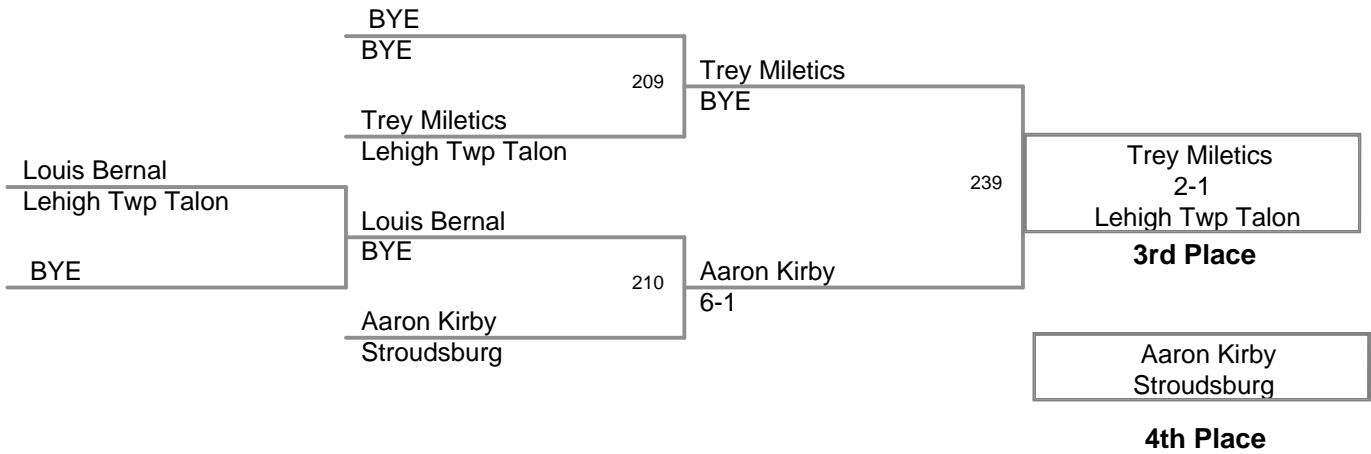 BYE
BYE
209
Trey Miletics
BYE
Trey Miletics
Lehigh Twp Talon
Louis Bernal
Lehigh Twp Talon
BYE
Louis Bernal
BYE
210
Aaron Kirby
6-1
Aaron Kirby
Stroudsburg
239
Trey Miletics
2-1
Lehigh Twp Talon
3rd Place
Aaron Kirby
Stroudsburg
4th Place